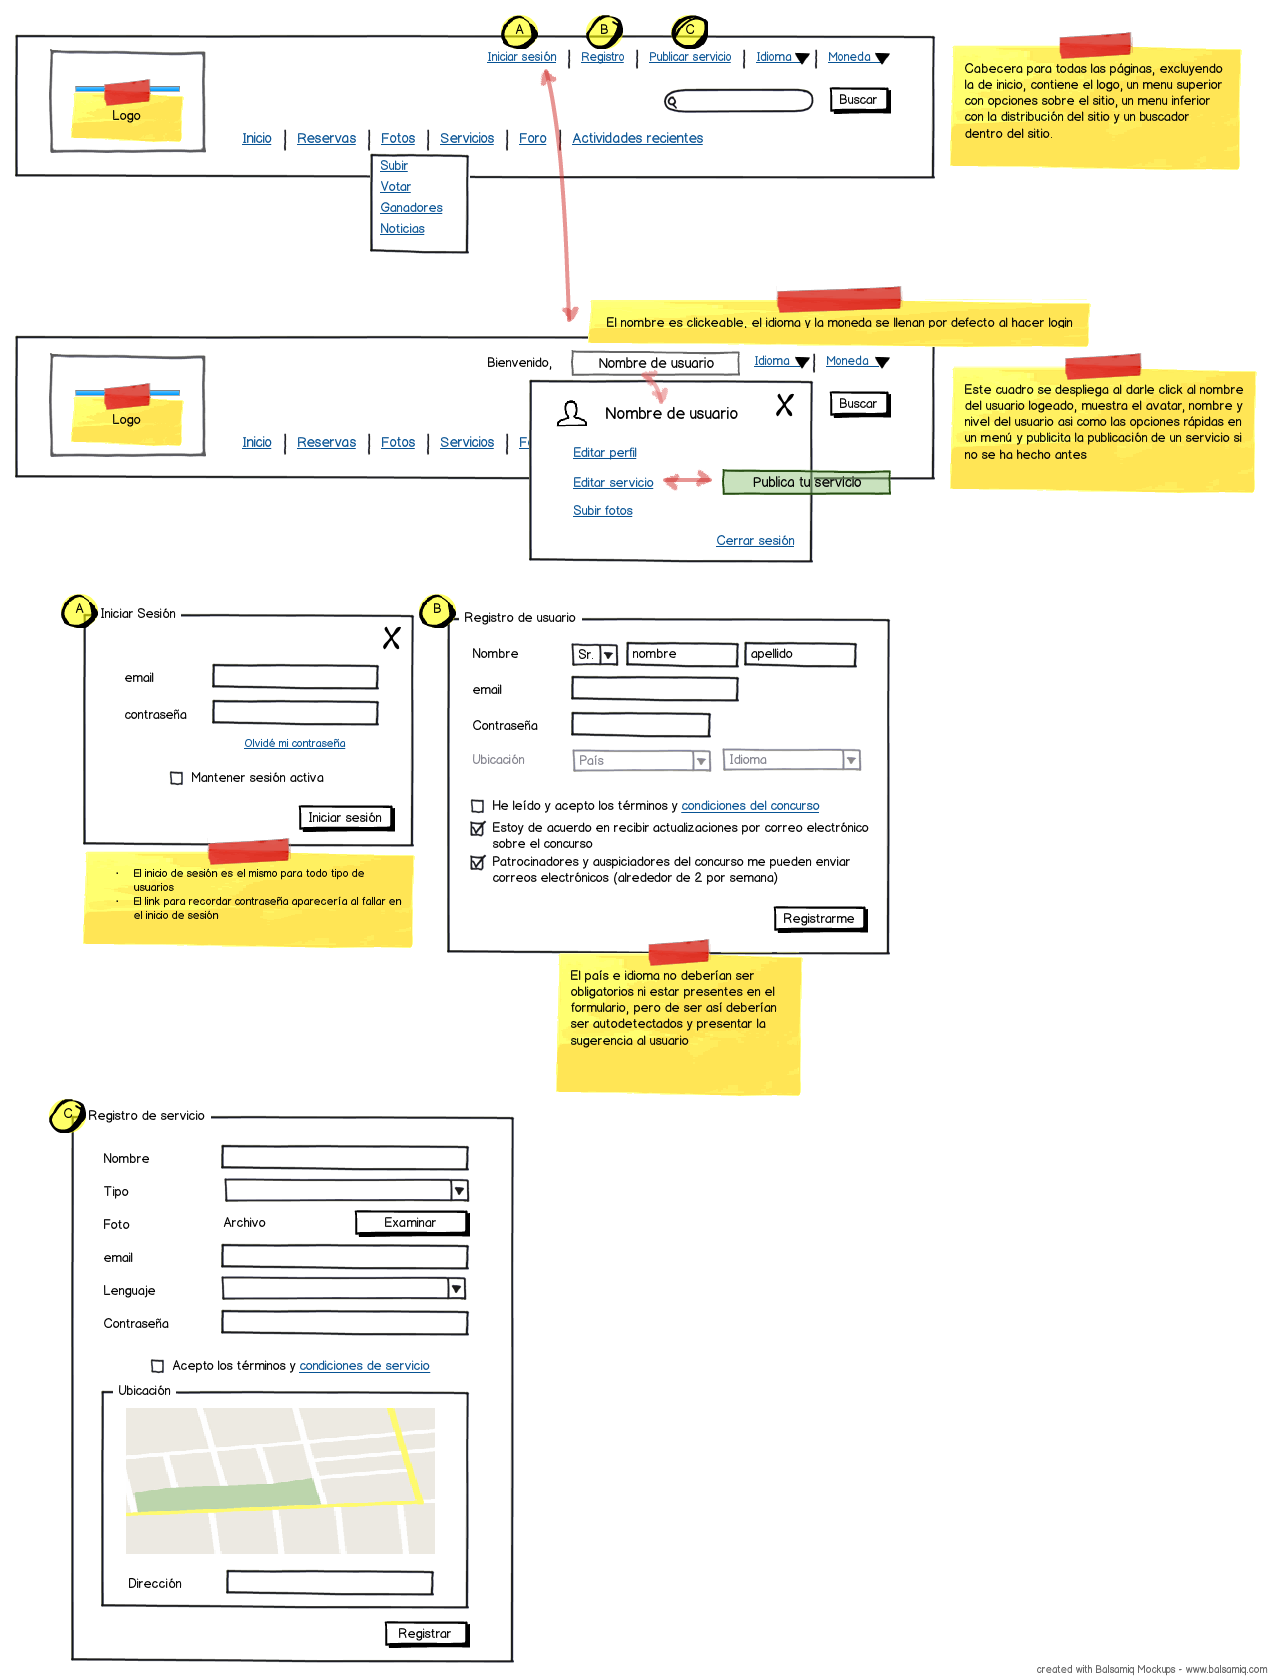 A
B
C
Iniciar sesión
Registro
Publicar servicio
Idioma
Moneda
Logo
Buscar
Inicio
Reservas
Fotos
Servicios
Foro
Actividades recientes
Subir
Votar
Ganadores
Noticias
Cabecera para todas las páginas, excluyendo
la de inicio, contiene el logo, un menu superior
con opciones sobre el sitio, un menu inferior
con la distribución del sitio y un buscador
dentro del sitio.
El nombre es clickeable, el idioma y la moneda se llenan por defecto al hacer login
Bienvenido,
Nombre de usuario
Idioma
Moneda
Logo
Buscar
Inicio
Reservas
Fotos
Servicios
Nombre de usuario
X
Editar perfil
Editar servicio
Publica tu servicio
Subir fotos
Cerrar sesión
Este cuadro se despliega al darle click al nombre
del usuario logeado, muestra el avatar, nombre y
nivel del usuario asi como las opciones rápidas en
un menú y publicita la publicación de un servicio si
no se ha hecho antes
A
Iniciar Sesión
X
email
contraseña
Olvidé mi contraseña
Mantener sesión activa
Iniciar sesión
· El inicio de sesión es el mismo para todo tipo de
usuarios
· El link para recordar contraseña aparecería al fallar en
el inicio de sesión
B
Registro de usuario
Nombre
Sr.
nombre
apellido
email
Contraseña
Ubicación
País
Idioma
He leído y acepto los términos y condiciones del concurso
Estoy de acuerdo en recibir actualizaciones por correo electrónico
sobre el concurso
Patrocinadores y auspiciadores del concurso me pueden enviar
correos electrónicos (alrededor de 2 por semana)
Registrarme
El país e idioma no deberían ser
obligatorios ni estar presentes en el
formulario, pero de ser así deberían
ser autodetectados y presentar la
sugerencia al usuario
C
Registro de servicio
Nombre
Tipo
Foto
Archivo
Examinar
email
Lenguaje
Contraseña
Acepto los términos y condiciones de servicio
Ubicación
Dirección
Registrar
created with Balsamiq Mockups - www.balsamiq.com